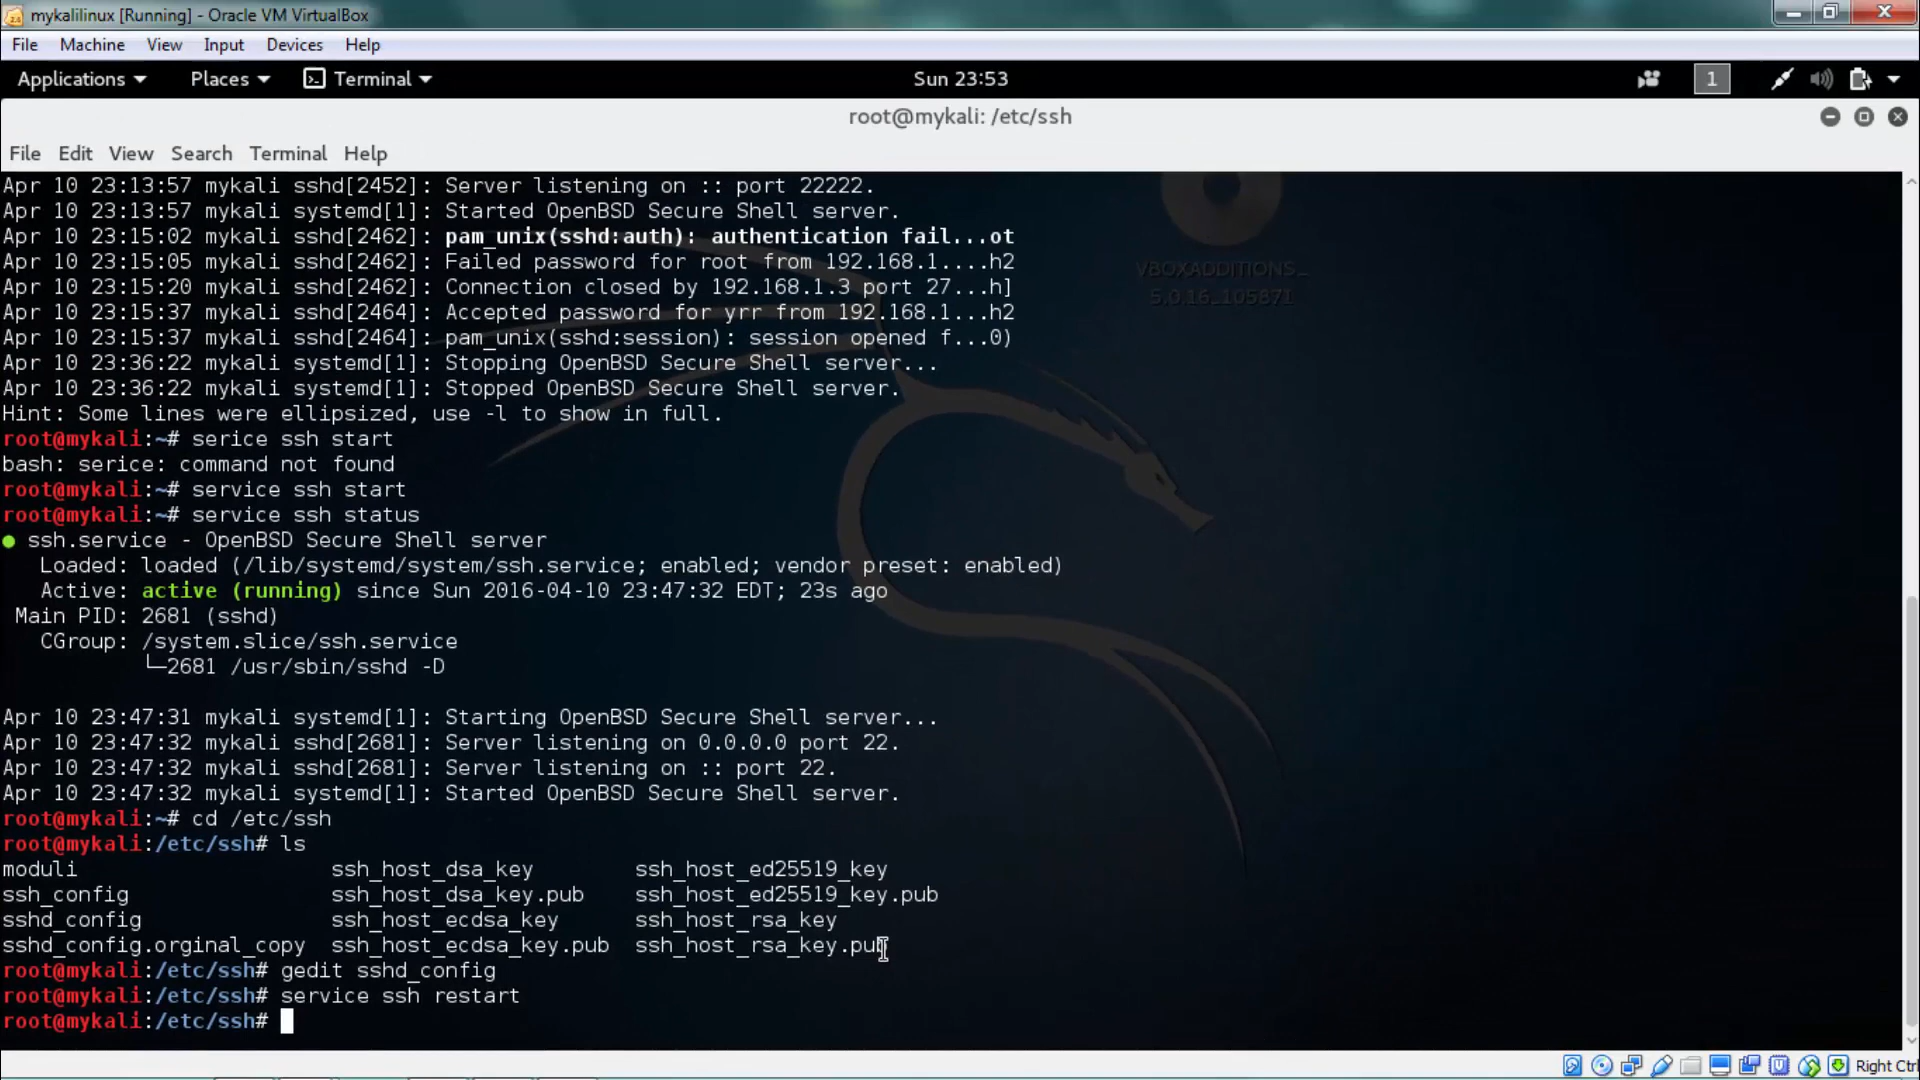 mykalilinux [Running] - Oracle VM VirtualBox
File Machine View Input Devices Help
Applications Places Terminal Sun 23:53 1
root@mykali: /etc/ssh
File Edit View Search Terminal Help
Apr 10 23:13:57 mykali sshd[2452]: Server listening on :: port 22222.
Apr 10 23:13:57 mykali systemd[1]: Started OpenBSD Secure Shell server.
Apr 10 23:15:02 mykali sshd[2462]: pam_unix(sshd:auth): authentication fail...ot
Apr 10 23:15:05 mykali sshd[2462]: Failed password for root from 192.168.1....h2
Apr 10 23:15:20 mykali sshd[2462]: Connection closed by 192.168.1.3 port 27...h]
Apr 10 23:15:37 mykali sshd[2464]: Accepted password for yrr from 192.168.1...h2
Apr 10 23:15:37 mykali sshd[2464]: pam_unix(sshd:session): session opened f...0)
Apr 10 23:36:22 mykali systemd[1]: Stopping OpenBSD Secure Shell server...
Apr 10 23:36:22 mykali systemd[1]: Stopped OpenBSD Secure Shell server.
Hint: Some lines were ellipsized, use -l to show in full.
root@mykali:~# serice ssh start
bash: serice: command not found
root@mykali:~# service ssh start
root@mykali:~# service ssh status
● ssh.service - OpenBSD Secure Shell server
Loaded: loaded (/lib/systemd/system/ssh.service; enabled; vendor preset: enabled)
Active: active (running) since Sun 2016-04-10 23:47:32 EDT; 23s ago
Main PID: 2681 (sshd)
CGroup: /system.slice/ssh.service
└─2681 /usr/sbin/sshd -D
Apr 10 23:47:31 mykali systemd[1]: Starting OpenBSD Secure Shell server...
Apr 10 23:47:32 mykali sshd[2681]: Server listening on 0.0.0.0 port 22.
Apr 10 23:47:32 mykali sshd[2681]: Server listening on :: port 22.
Apr 10 23:47:32 mykali systemd[1]: Started OpenBSD Secure Shell server.
root@mykali:~# cd /etc/ssh
root@mykali:/etc/ssh# ls
moduli ssh_host_dsa_key ssh_host_ed25519_key
ssh_config ssh_host_dsa_key.pub ssh_host_ed25519_key.pub
sshd_config ssh_host_ecdsa_key ssh_host_rsa_key
sshd_config.orginal_copy ssh_host_ecdsa_key.pub ssh_host_rsa_key.pub
root@mykali:/etc/ssh# gedit sshd_config
root@mykali:/etc/ssh# service ssh restart
root@mykali:/etc/ssh#
VBOXADDITIONS_
5.0.16_105871
Right Ctrl